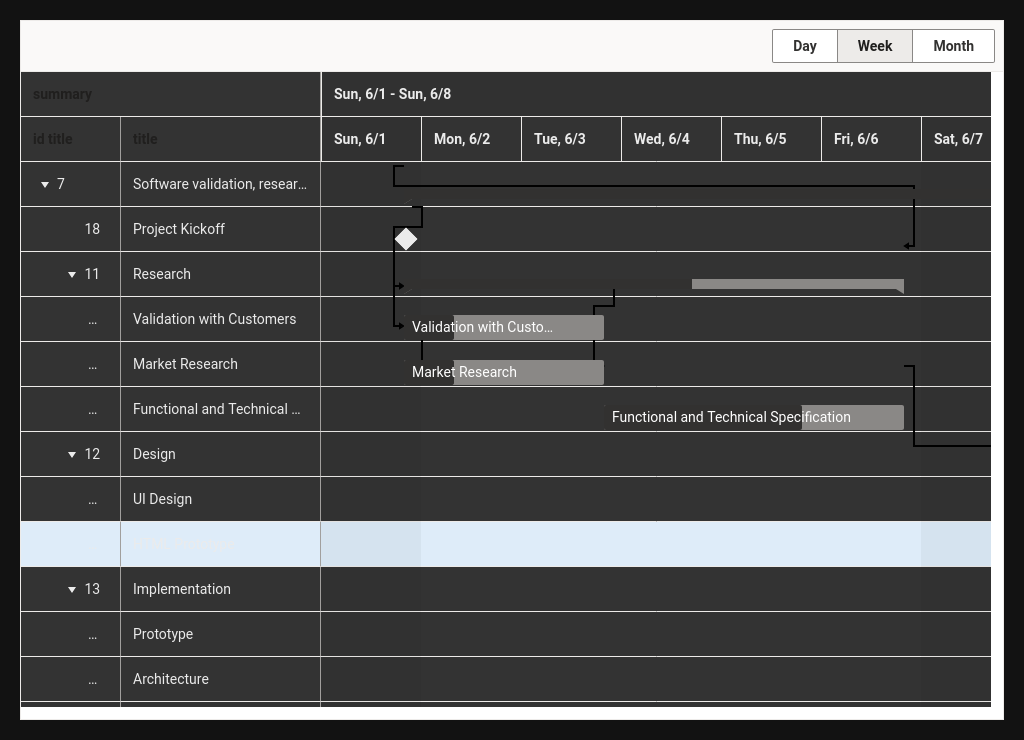 Day Week Month
summary Sun, 6/1 - Sun, 6/8
id title title Sun, 6/1 Mon, 6/2 Tue, 6/3 Wed, 6/4 Thu, 6/5 Fri, 6/6 Sat, 6/7
7 Software validation, resear…
18 Project Kickoff
11 Research
... Validation with Customers Validation with Custo…
... Market Research Market Research
... Functional and Technical … Functional and Technical Specification
12 Design
... UI Design
13 Implementation
... Prototype
... Architecture